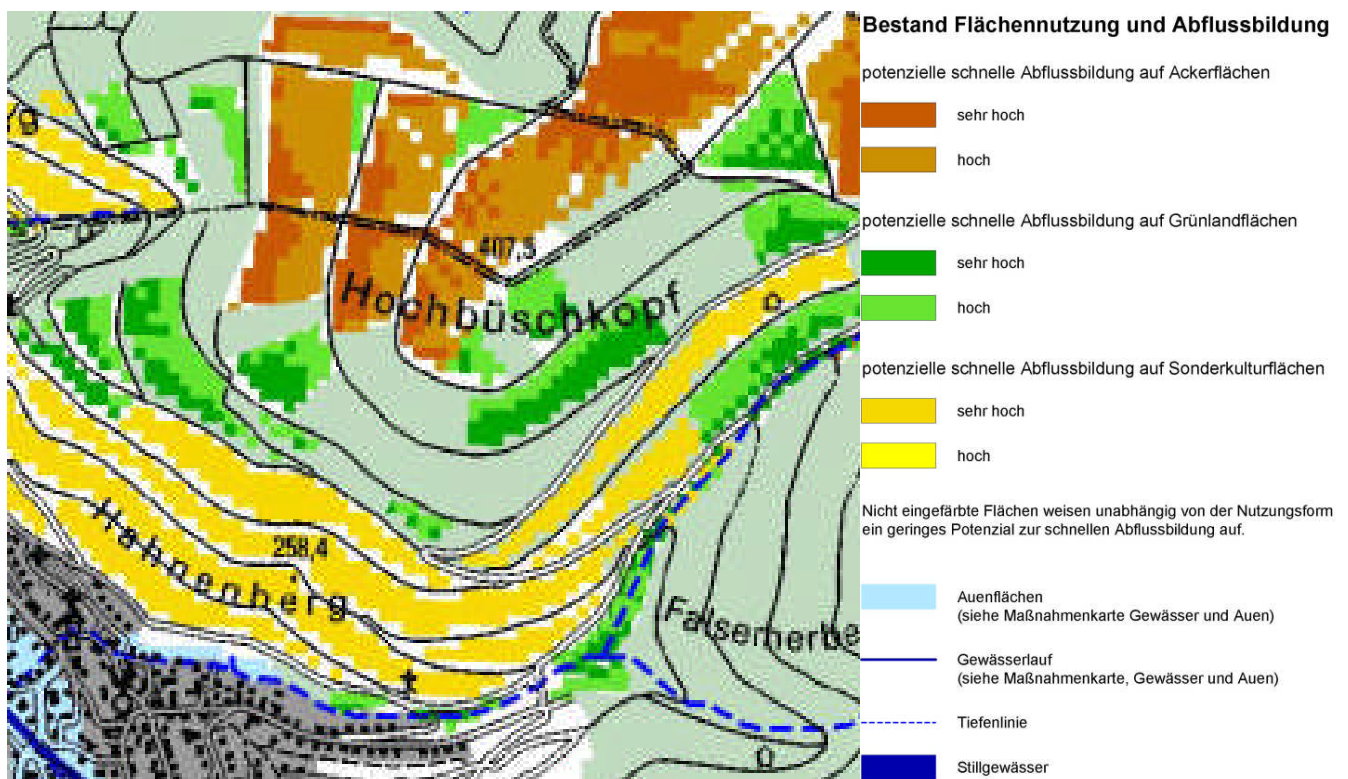 Bestand Flächennutzung und Abflussbildung
potenzielle schnelle Abflussbildung auf Ackerflächen
sehr hoch
hoch
potenzielle schnelle Abflussbildung auf Grünlandflächen
sehr hoch
hoch
potenzielle schnelle Abflussbildung auf Sonderkulturflächen
sehr hoch
hoch
Nicht eingefärbte Flächen weisen unabhängig von der Nutzungsform
ein geringes Potenzial zur schnellen Abflussbildung auf.
Auenflächen
(siehe Maßnahmenkarte Gewässer und Auen)
Gewässerlauf
(siehe Maßnahmenkarte, Gewässer und Auen)
Tiefenlinie
Stillgewässer
rg
407,5
Hochbüschkopf
258,4
Hahnenberg
Falsemerbe